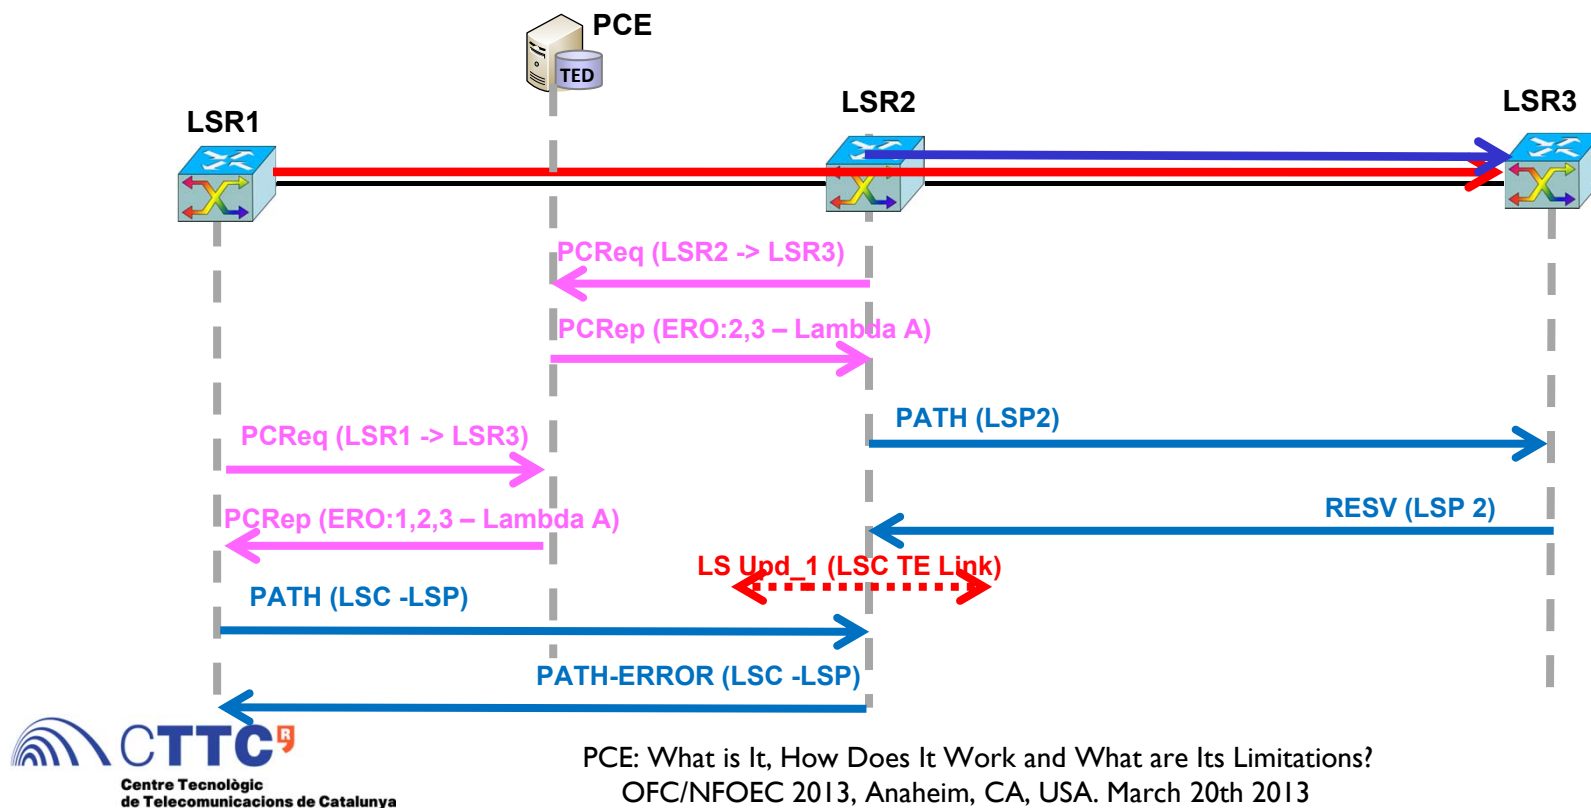 PCE
TED
LSR1
LSR2
LSR3
PCReq (LSR2 -> LSR3)
PCRep (ERO:2,3 – Lambda A)
PATH (LSP2)
PCReq (LSR1 -> LSR3)
RESV (LSP 2)
PCRep (ERO:1,2,3 – Lambda A)
LS Upd_1 (LSC TE Link)
PATH (LSC -LSP)
PATH-ERROR (LSC -LSP)
CTTC R
Centre Tecnològic
de Telecomunicacions de Catalunya
PCE: What is It, How Does It Work and What are Its Limitations?
OFC/NFOEC 2013, Anaheim, CA, USA. March 20th 2013